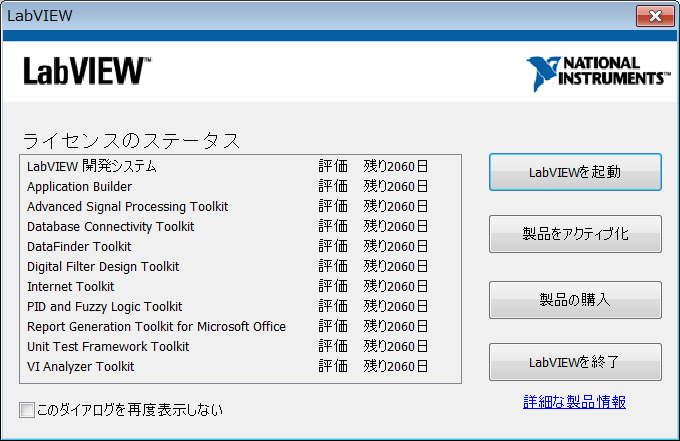 LabVIEW
LabVIEW™
NATIONAL
INSTRUMENTS™
ライセンスのステータス
LabVIEW 開発システム 評価 残り2060日
Application Builder 評価 残り2060日
Advanced Signal Processing Toolkit 評価 残り2060日
Database Connectivity Toolkit 評価 残り2060日
DataFinder Toolkit 評価 残り2060日
Digital Filter Design Toolkit 評価 残り2060日
Internet Toolkit 評価 残り2060日
PID and Fuzzy Logic Toolkit 評価 残り2060日
Report Generation Toolkit for Microsoft Office 評価 残り2060日
Unit Test Framework Toolkit 評価 残り2060日
VI Analyzer Toolkit 評価 残り2060日
LabVIEWを起動
製品をアクティブ化
製品の購入
LabVIEWを終了
詳細な製品情報
このダイアログを再度表示しない